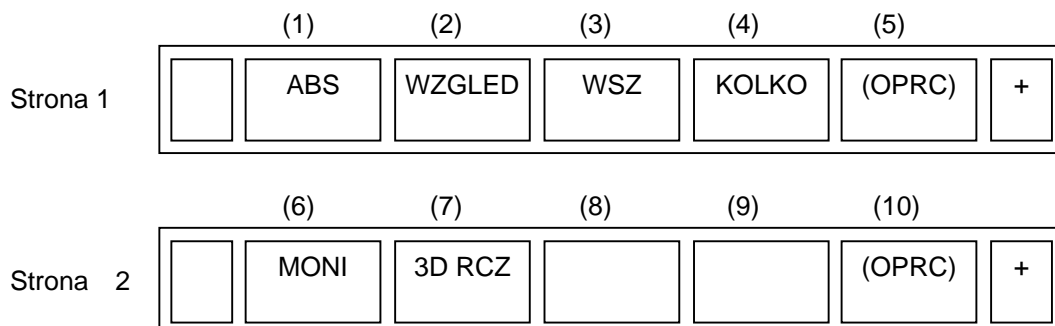 (1) (2) (3) (4) (5)
Strona 1 ABS WZGLED WSZ KOLKO (OPRC) +
(6) (7) (8) (9) (10)
Strona 2 MONI 3D RCZ (OPRC) +